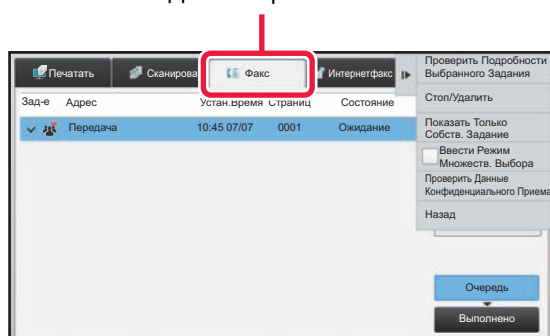 Печатать
Сканирова
Факс
Интернетфакс
Зад-е Адрес Устан.Время Страниц Состояние
Передача 10:45 07/07 0001 Ожидание
Проверить Подробности
Выбранного Задания
Стоп/Удалить
Показать Только
Собств. Задание
Ввести Режим
Множеств. Выбора
Проверить Данные
Конфиденциального Приема
Назад
Очередь
Выполнено